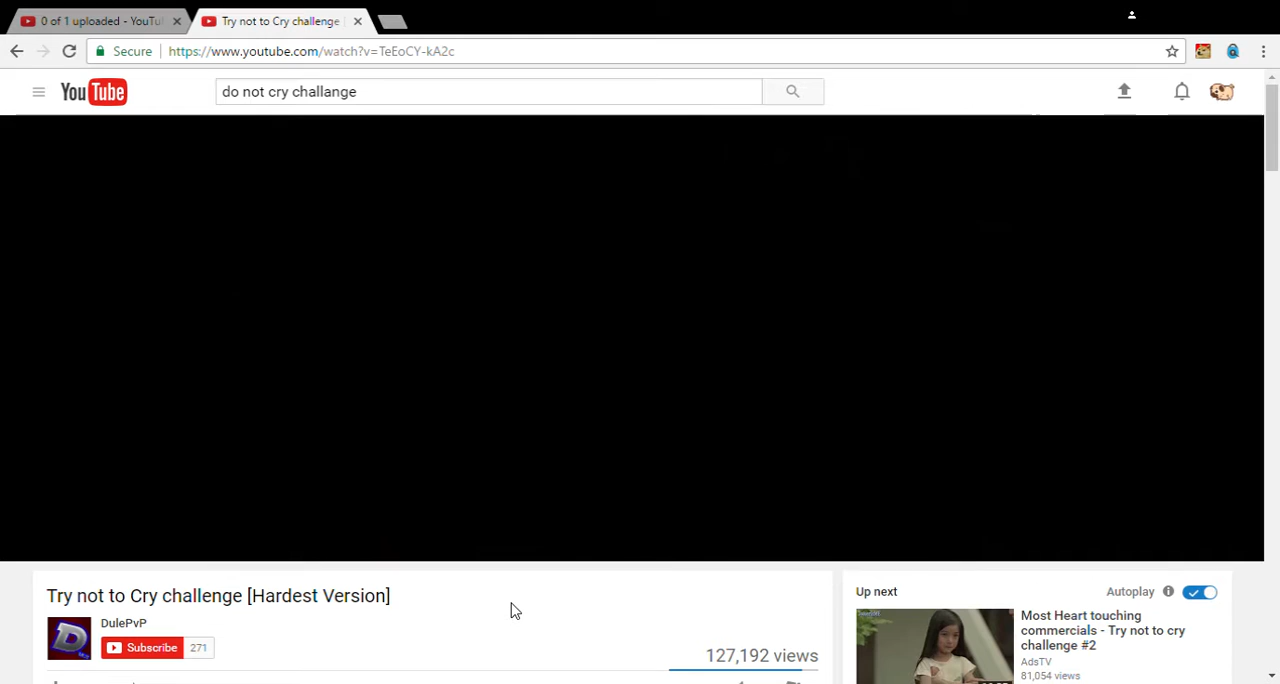 0 of 1 uploaded - YouTu
Try not to Cry challenge
Secure
https://www.youtube.com/watch?v=TeEoCY-kA2c
YouTube
do not cry challange
Try not to Cry challenge [Hardest Version]
DulePvP
Subscribe
271
127,192 views
Up next
Autoplay
Most Heart touching
commercials - Try not to cry
challenge #2
AdsTV
81,054 views